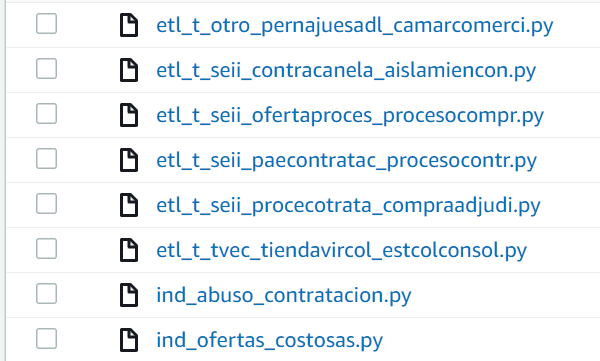 etl_t_otro_pernajuesadl_camarcomerci.py
etl_t_seii_contracanela_aislamiencon.py
etl_t_seii_ofertaproces_procesocompr.py
etl_t_seii_paecontratac_procesocontr.py
etl_t_seii_procecotrata_compraadjudi.py
etl_t_tvec_tiendavircol_estcolconsol.py
ind_abuso_contratacion.py
ind_ofertas_costosas.py